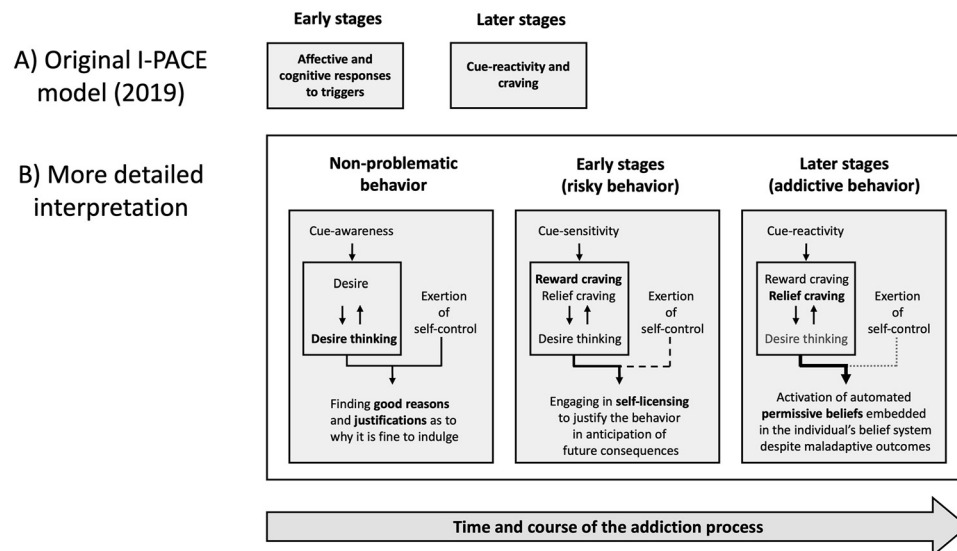 Early stages
Later stages
A) Original I-PACE
model (2019)
Affective and
cognitive responses
to triggers
Cue-reactivity and
craving
B) More detailed
interpretation
Non-problematic
behavior
Early stages
(risky behavior)
Later stages
(addictive behavior)
Cue-awareness
Desire
Desire thinking
Exertion
of
self-control
Finding good reasons
and justifications as to
why it is fine to indulge
Cue-sensitivity
Reward craving
Relief craving
Desire thinking
Exertion
of
self-control
Engaging in self-licensing
to justify the behavior
in anticipation of
future consequences
Cue-reactivity
Reward craving
Relief craving
Desire thinking
Exertion
of
self-control
Activation of automated
permissive beliefs embedded
in the individual's belief system
despite maladaptive outcomes
Time and course of the addiction process